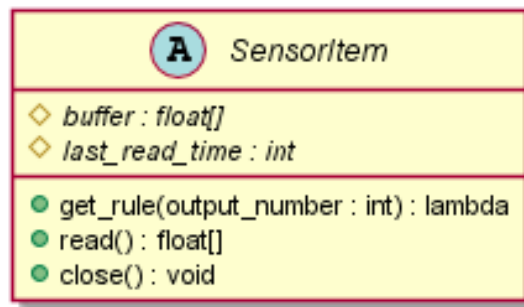 A SensorItem
buffer : float[]
last_read_time : int
get_rule(output_number : int) : lambda
read() : float[]
close() : void